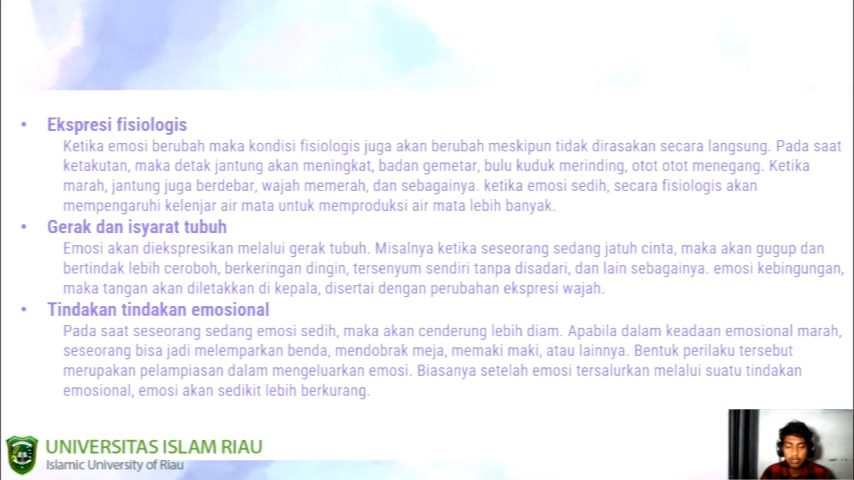 • Ekspresi fisiologis
Ketika emosi berubah maka kondisi fisiologis juga akan berubah meskipun tidak dirasakan secara langsung. Pada saat
ketakutan, maka detak jantung akan meningkat, badan gemetar, bulu kuduk merinding, otot otot menegang. Ketika
marah, jantung juga berdebar, wajah memerah, dan sebagainya. ketika emosi sedih, secara fisiologis akan
mempengaruhi kelenjar air mata untuk memproduksi air mata lebih banyak.
• Gerak dan isyarat tubuh
Emosi akan diekspresikan melalui gerak tubuh. Misalnya ketika seseorang sedang jatuh cinta, maka akan gugup dan
bertindak lebih ceroboh, berkeringan dingin, tersenyum sendiri tanpa disadari, dan lain sebagainya. emosi kebingungan,
maka tangan akan diletakkan di kepala, disertai dengan perubahan ekspresi wajah.
• Tindakan tindakan emosional
Pada saat seseorang sedang emosi sedih, maka akan cenderung lebih diam. Apabila dalam keadaan emosional marah,
seseorang bisa jadi melemparkan benda, mendobrak meja, memaki maki, atau lainnya. Bentuk perilaku tersebut
merupakan pelampiasan dalam mengeluarkan emosi. Biasanya setelah emosi tersalurkan melalui suatu tindakan
emosional, emosi akan sedikit lebih berkurang.
UNIVERSITAS ISLAM RIAU
Islamic University of Riau